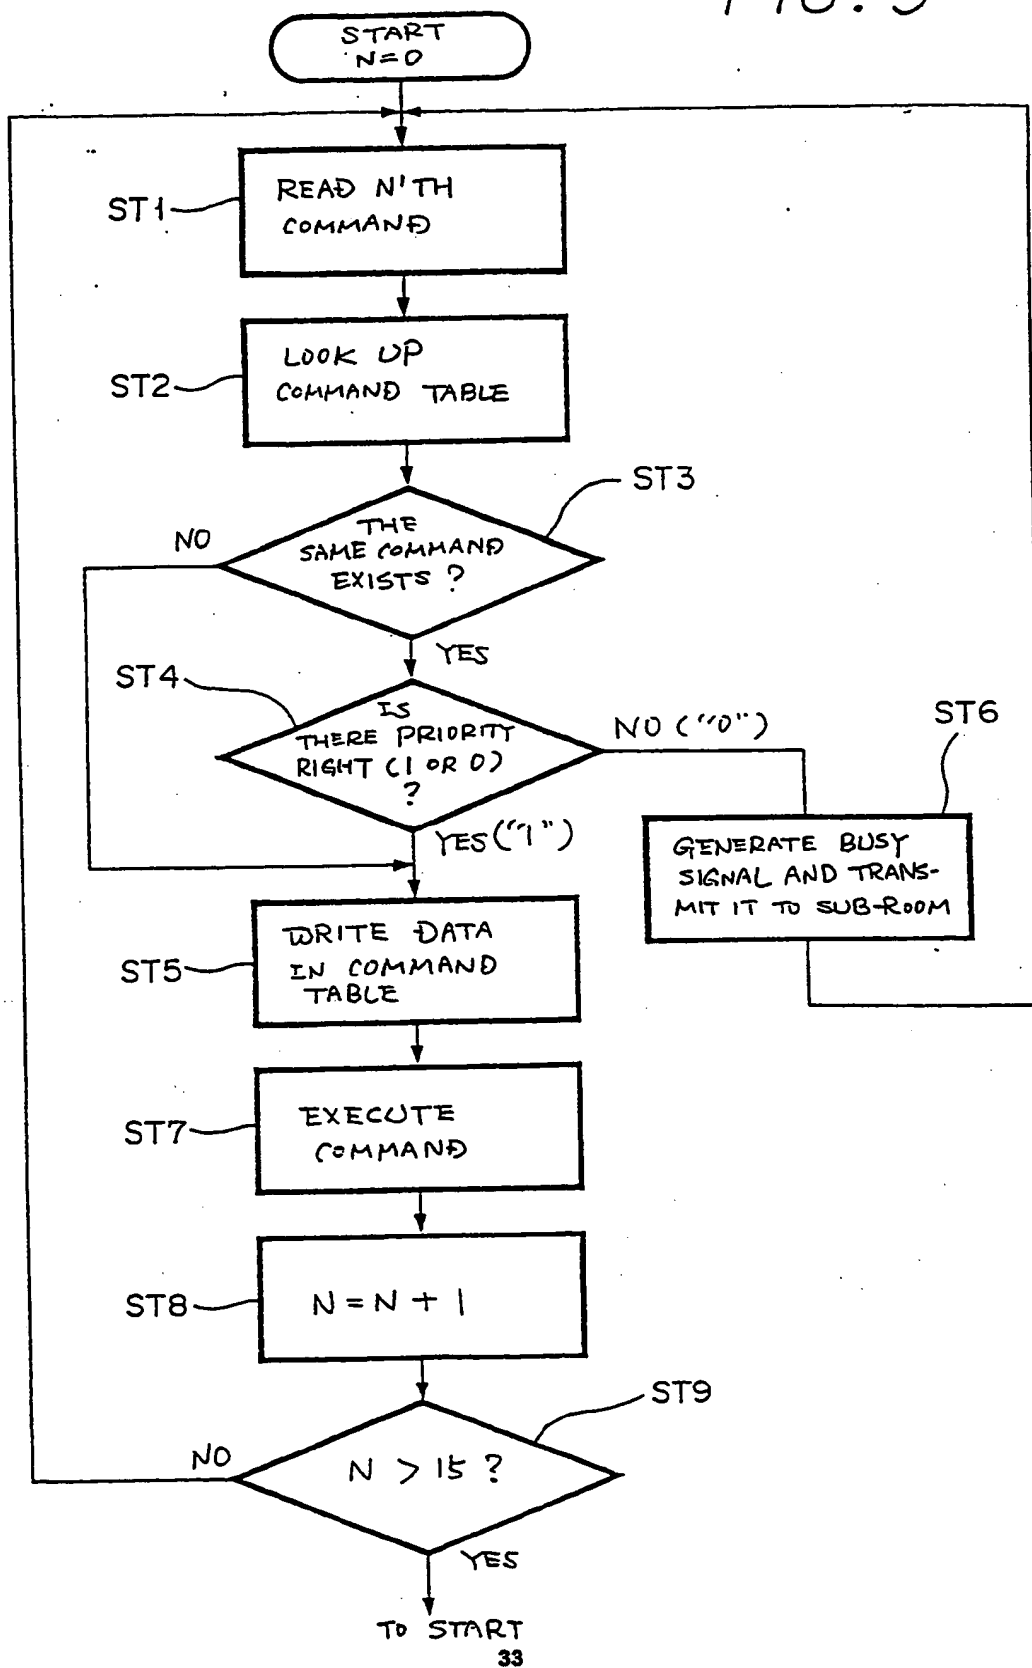 START
N=0
ST1
READ N'TH
COMMAND
ST2
LOOK UP
COMMAND TABLE
ST3
THE
SAME COMMAND
EXISTS ?
NO
YES
ST4
IS
THERE PRIORITY
RIGHT (1 OR 0)
?
NO ("0")
YES ("1")
ST6
GENERATE BUSY
SIGNAL AND TRANS-
MIT IT TO SUB-ROOM
ST5
WRITE DATA
IN COMMAND
TABLE
ST7
EXECUTE
COMMAND
ST8
N = N + 1
ST9
N > 15 ?
NO
YES
TO START
33